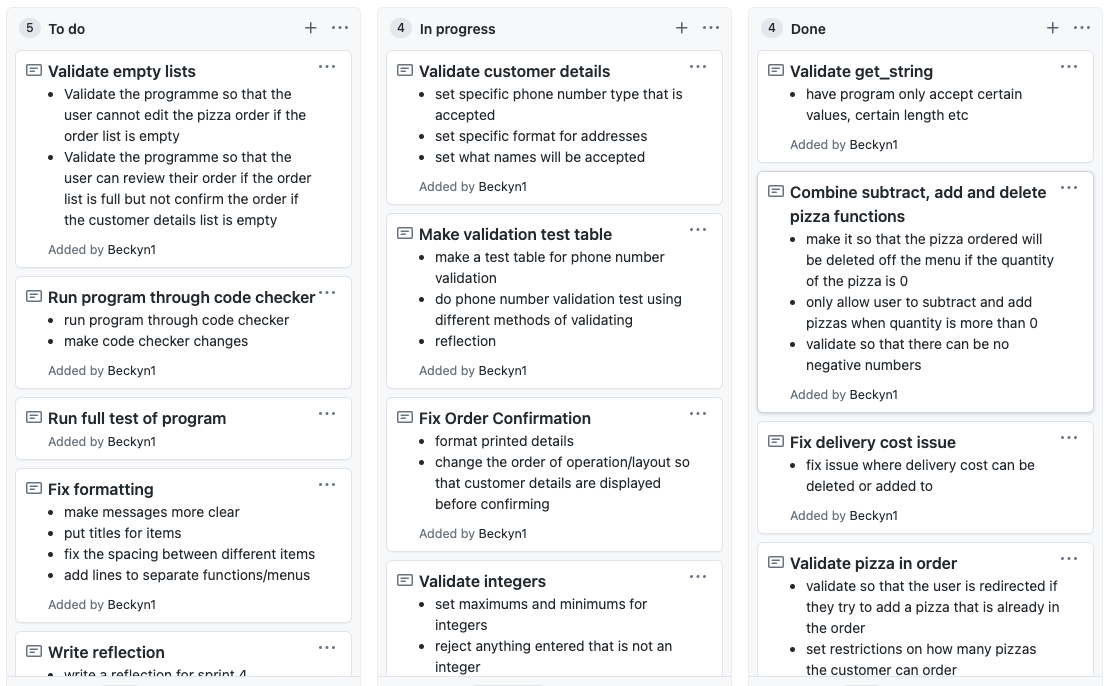 5 To do
Validate empty lists
Validate the programme so that the
user cannot edit the pizza order if the
order list is empty
Validate the programme so that the
user can review their order if the order
list is full but not confirm the order if
the customer details list is empty
Added by Beckyn1
Run program through code checker
run program through code checker
make code checker changes
Added by Beckyn1
Run full test of program
Added by Beckyn1
Fix formatting
make messages more clear
put titles for items
fix the spacing between different items
add lines to separate functions/menus
Added by Beckyn1
Write reflection
write a reflection for sprint 4
4 In progress
Validate customer details
set specific phone number type that is
accepted
set specific format for addresses
set what names will be accepted
Added by Beckyn1
Make validation test table
make a test table for phone number
validation
do phone number validation test using
different methods of validating
reflection
Added by Beckyn1
Fix Order Confirmation
format printed details
change the order of operation/layout so
that customer details are displayed
before confirming
Added by Beckyn1
Validate integers
set maximums and minimums for
integers
reject anything entered that is not an
integer
4 Done
Validate get_string
have program only accept certain
values, certain length etc
Added by Beckyn1
Combine subtract, add and delete
pizza functions
make it so that the pizza ordered will
be deleted off the menu if the quantity
of the pizza is 0
only allow user to subtract and add
pizzas when quantity is more than 0
validate so that there can be no
negative numbers
Added by Beckyn1
Fix delivery cost issue
fix issue where delivery cost can be
deleted or added to
Added by Beckyn1
Validate pizza in order
validate so that the user is redirected if
they try to add a pizza that is already in
the order
set restrictions on how many pizzas
the customer can order